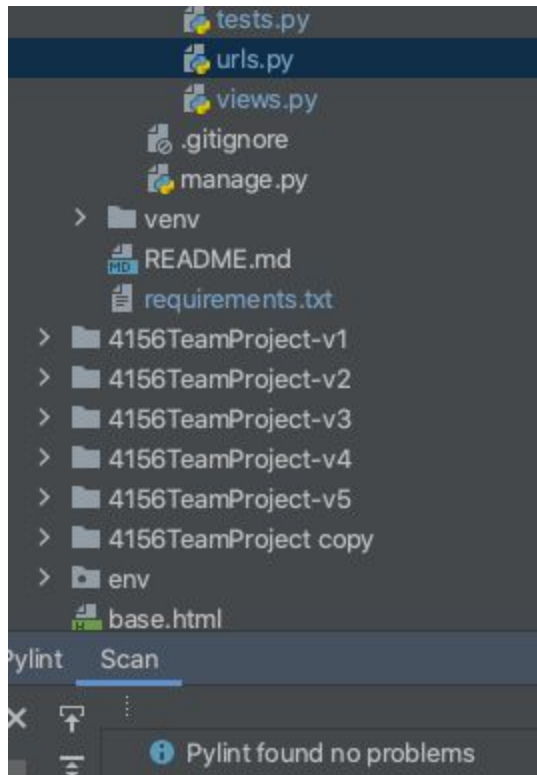 tests.py
urls.py
views.py
.gitignore
manage.py
venv
README.md
requirements.txt
4156TeamProject-v1
4156TeamProject-v2
4156TeamProject-v3
4156TeamProject-v4
4156TeamProject-v5
4156TeamProject copy
env
base.html
Pylint Scan
Pylint found no problems